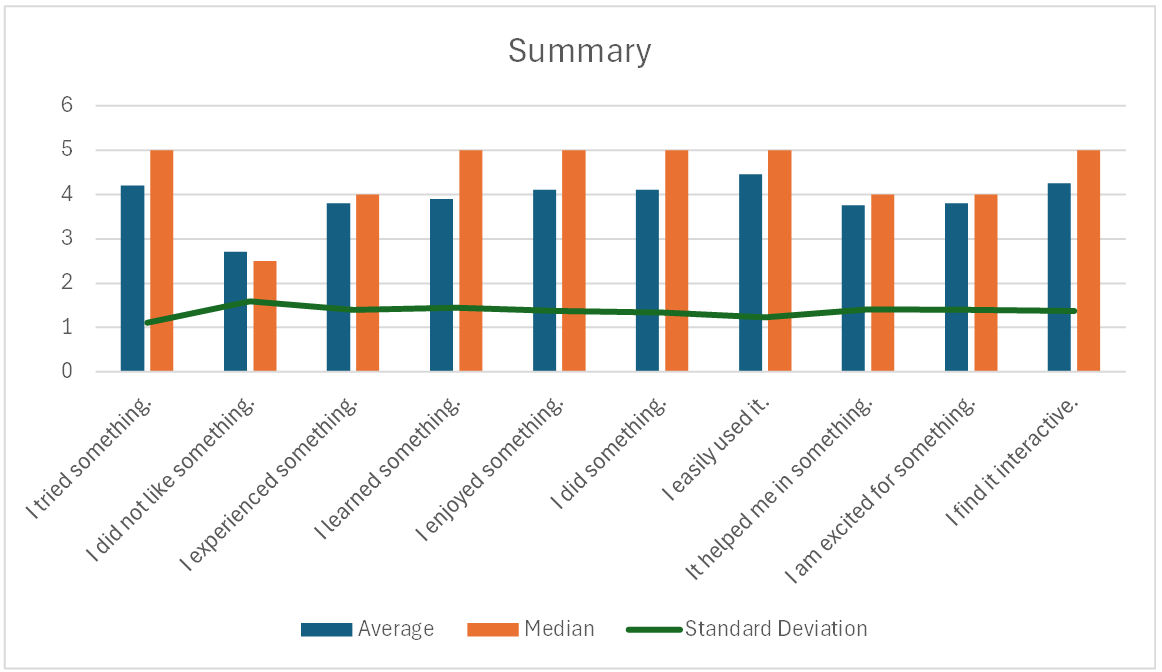 Summary
6
5
4
3
2
1
0
I tried something.
I did not like something.
I experienced something.
I learned something.
I enjoyed something.
I did something.
I easily used it.
It helped me in something.
I am excited for something.
I find it interactive.
Average
Median
Standard Deviation